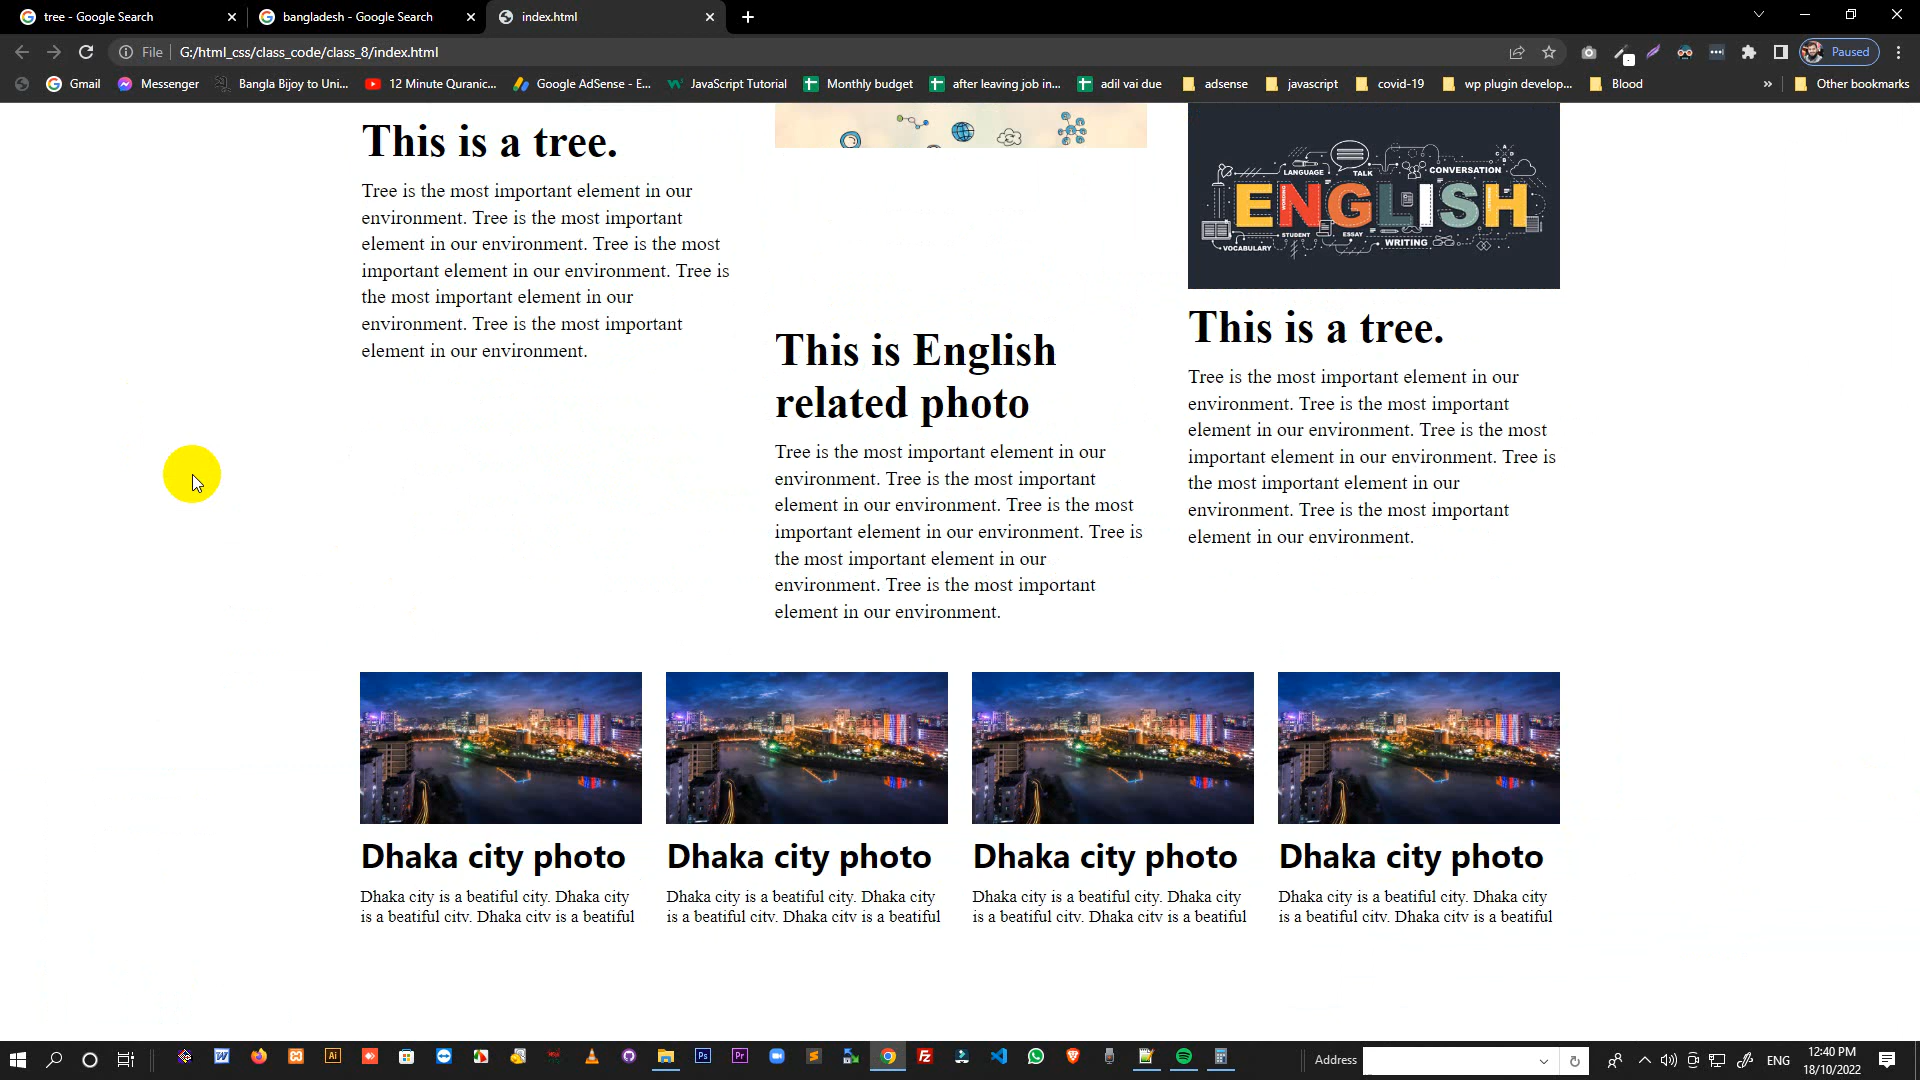 tree - Google Search
bangladesh - Google Search
index.html
File
G:/html_css/class_code/class_8/index.html
Paused
Gmail
Messenger
Bangla Bijoy to Uni...
12 Minute Quranic...
Google AdSense - E...
JavaScript Tutorial
Monthly budget
after leaving job in...
adil vai due
adsense
javascript
covid-19
wp plugin develop...
Blood
»
Other bookmarks
This is a tree.
Tree is the most important element in our
environment. Tree is the most important
element in our environment. Tree is the most
important element in our environment. Tree is
the most important element in our
environment. Tree is the most important
element in our environment.
This is English
related photo
Tree is the most important element in our
environment. Tree is the most important
element in our environment. Tree is the most
important element in our environment. Tree is
the most important element in our
environment. Tree is the most important
element in our environment.
LANGUAGE
TALK
CONVERSATION
ENGLISH
VOCABULARY
STUDENT
ESSAY
WRITING
This is a tree.
Tree is the most important element in our
environment. Tree is the most important
element in our environment. Tree is the most
important element in our environment. Tree is
the most important element in our
environment. Tree is the most important
element in our environment.
Dhaka city photo
Dhaka city is a beatiful city. Dhaka city
is a beatiful city. Dhaka city is a beatiful
Dhaka city photo
Dhaka city is a beatiful city. Dhaka city
is a beatiful city. Dhaka city is a beatiful
Dhaka city photo
Dhaka city is a beatiful city. Dhaka city
is a beatiful city. Dhaka city is a beatiful
Dhaka city photo
Dhaka city is a beatiful city. Dhaka city
is a beatiful city. Dhaka city is a beatiful
Address
ENG
12:40 PM
18/10/2022